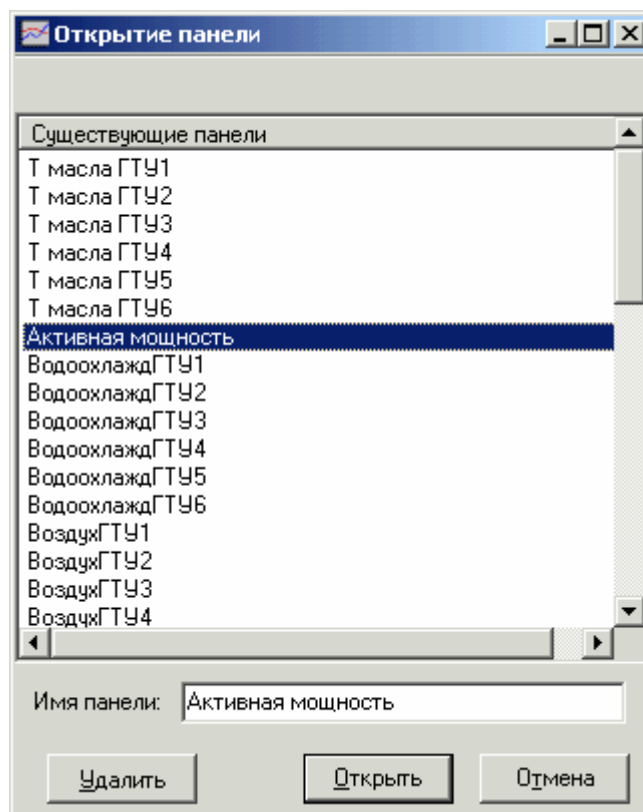 Открытие панели
Существующие панели
Т масла ГТУ1
Т масла ГТУ2
Т масла ГТУ3
Т масла ГТУ4
Т масла ГТУ5
Т масла ГТУ6
Активная мощность
ВодоохлаждГТУ1
ВодоохлаждГТУ2
ВодоохлаждГТУ3
ВодоохлаждГТУ4
ВодоохлаждГТУ5
ВодоохлаждГТУ6
ВоздухГТУ1
ВоздухГТУ2
ВоздухГТУ3
ВоздухГТУ4
Имя панели: Активная мощность
Удалить Открыть Отмена